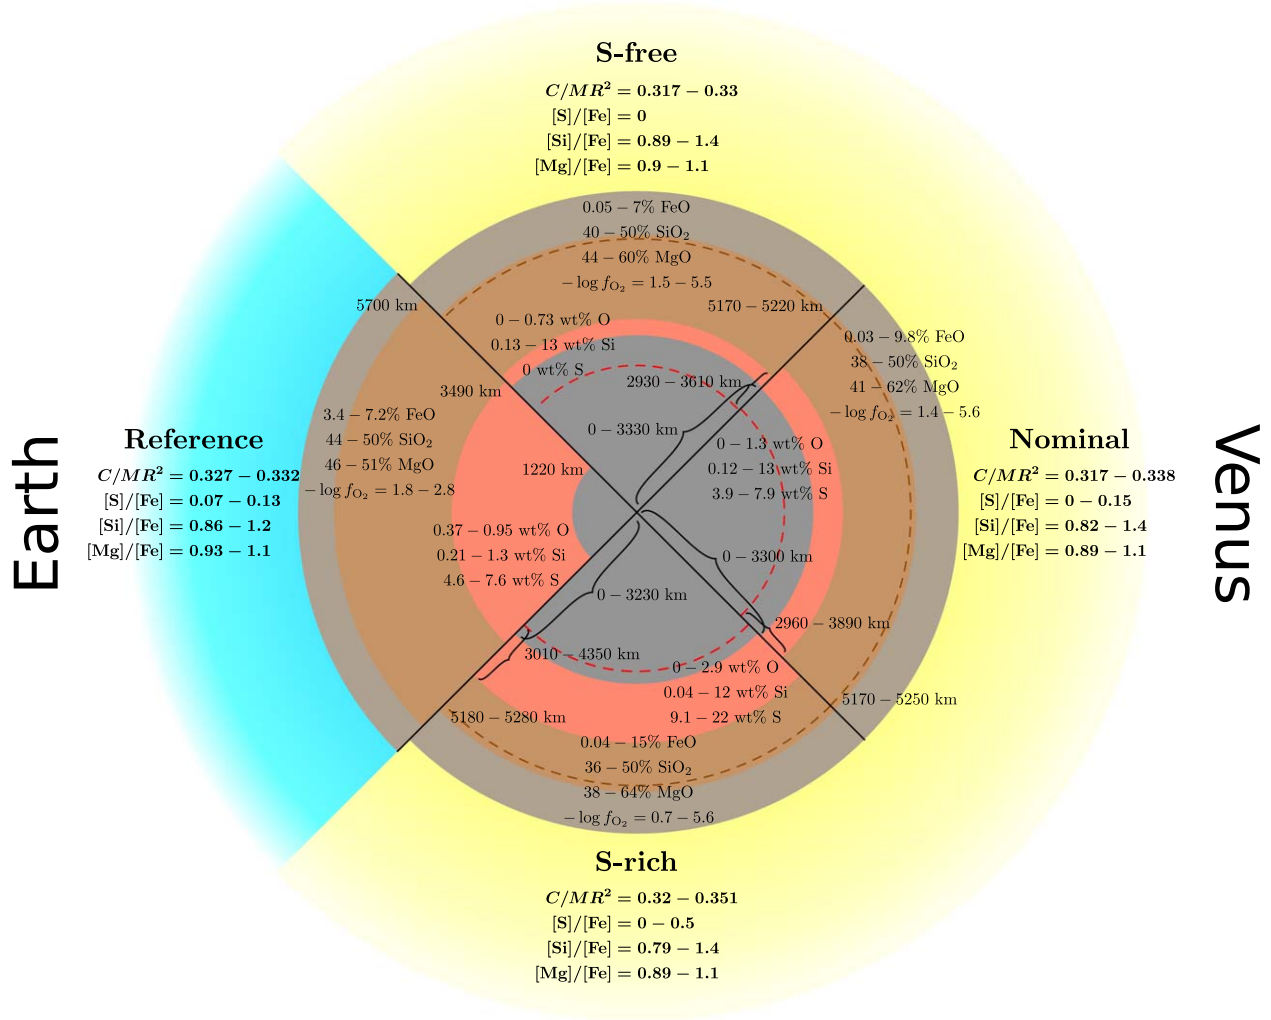 S-free
C/MR² = 0.317 − 0.33
[S]/[Fe] = 0
[Si]/[Fe] = 0.89 − 1.4
[Mg]/[Fe] = 0.9 − 1.1
0.05 − 7% FeO
40 − 50% SiO₂
44 − 60% MgO
− log f_O₂ = 1.5 − 5.5
5170 − 5220 km
0 − 0.73 wt% O
0.13 − 13 wt% Si
0 wt% S
2930 − 3610 km
0 − 3330 km
Earth
Reference
C/MR² = 0.327 − 0.332
[S]/[Fe] = 0.07 − 0.13
[Si]/[Fe] = 0.86 − 1.2
[Mg]/[Fe] = 0.93 − 1.1
5700 km
3490 km
1220 km
3.4 − 7.2% FeO
44 − 50% SiO₂
46 − 51% MgO
− log f_O₂ = 1.8 − 2.8
0.37 − 0.95 wt% O
0.21 − 1.3 wt% Si
4.6 − 7.6 wt% S
0.03 − 9.8% FeO
38 − 50% SiO₂
41 − 62% MgO
− log f_O₂ = 1.4 − 5.6
0 − 1.3 wt% O
0.12 − 13 wt% Si
3.9 − 7.9 wt% S
0 − 3300 km
2960 − 3890 km
5170 − 5250 km
Nominal
C/MR² = 0.317 − 0.338
[S]/[Fe] = 0 − 0.15
[Si]/[Fe] = 0.82 − 1.4
[Mg]/[Fe] = 0.89 − 1.1
Venus
0 − 3230 km
3010 − 4350 km
5180 − 5280 km
0 − 2.9 wt% O
0.04 − 12 wt% Si
9.1 − 22 wt% S
0.04 − 15% FeO
36 − 50% SiO₂
38 − 64% MgO
− log f_O₂ = 0.7 − 5.6
S-rich
C/MR² = 0.32 − 0.351
[S]/[Fe] = 0 − 0.5
[Si]/[Fe] = 0.79 − 1.4
[Mg]/[Fe] = 0.89 − 1.1